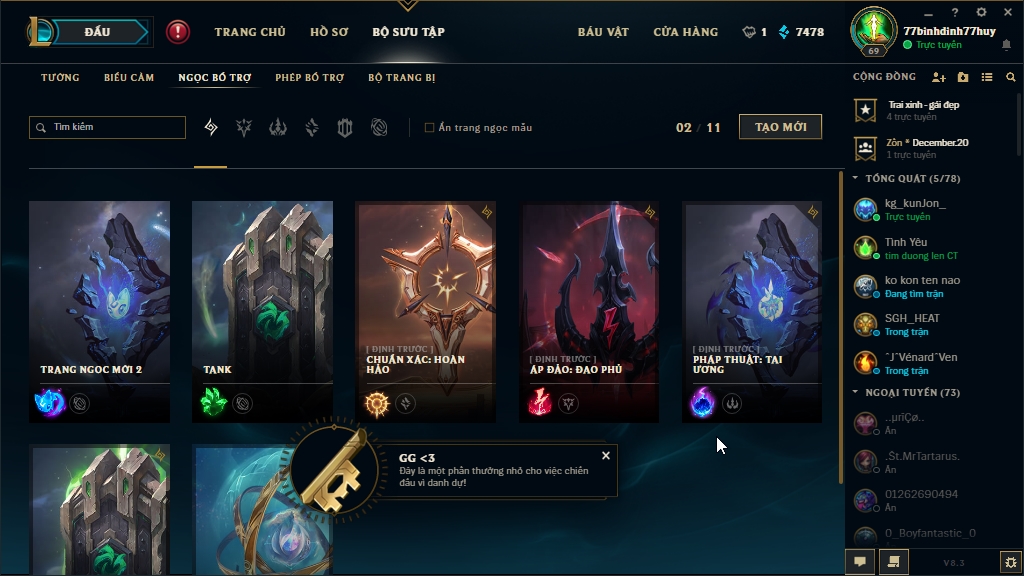 ĐẤU
TRANG CHỦ
HỒ SƠ
BỘ SƯU TẬP
BÁU VẬT
CỬA HÀNG
1
7478
69
77binhdinh77huy
Trực tuyến
TƯỚNG
BIỂU CẢM
NGỌC BỔ TRỢ
PHÉP BỔ TRỢ
BỘ TRANG BỊ
CỘNG ĐỒNG
Tìm kiếm
Ẩn trang ngọc mẫu
02 / 11
TẠO MỚI
TRANG NGỌC MỚI 2
TANK
[ ĐỊNH TRƯỚC ]
CHUẨN XÁC: HOÀN
HẢO
[ ĐỊNH TRƯỚC ]
ÁP ĐẢO: ĐAO PHỦ
[ ĐỊNH TRƯỚC ]
PHÁP THUẬT: TAI
ƯƠNG
GG <3
Đây là một phần thưởng nhỏ cho việc chiến
đấu vì danh dự!
Trai xinh - gái đẹp
4 trực tuyến
Zôn * December.20
1 trực tuyến
TỔNG QUÁT (5/78)
kg_kunJon_
Trực tuyến
Tình Yêu
tim duong len CT
ko kon ten nao
Đang tìm trận
SGH_HEAT
Trong trận
ˆJˆVénardˆVen
Trong trận
NGOẠI TUYẾN (73)
..µrïÇø..
Ẩn
.Št.MrTartarus.
Ẩn
01262690494
Ẩn
0_Boyfantastic_0
Ẩn
V8.3